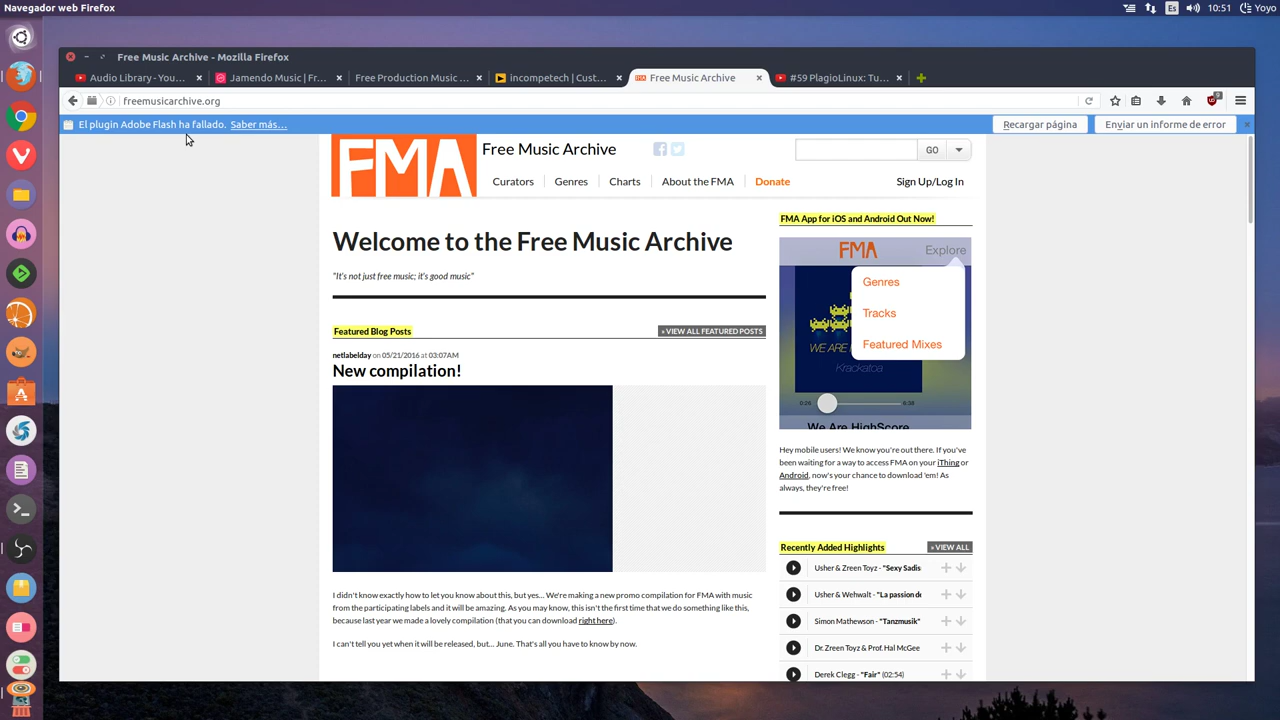 Navegador web Firefox
Es
10:51
Yoyo
Free Music Archive - Mozilla Firefox
Audio Library - You...
Jamendo Music | Fr...
Free Production Music ...
incompetech | Cust...
Free Music Archive
#59 PlagioLinux: Tu...
freemusicarchive.org
9
El plugin Adobe Flash ha fallado. Saber más...
Recargar página
Enviar un informe de error
FMA
Free Music Archive
GO
Curators
Genres
Charts
About the FMA
Donate
Sign Up/Log In
FMA App for iOS and Android Out Now!
Welcome to the Free Music Archive
"It's not just free music; it's good music"
FMA
Explore
Genres
Tracks
Featured Mixes
WE ARE
Krackatoa
0:26
-6:38
We Are HighScore
Featured Blog Posts
» VIEW ALL FEATURED POSTS
netlabelday on 05/21/2016 at 03:07AM
New compilation!
Hey mobile users! We know you're out there. If you've
been waiting for a way to access FMA on your iThing or
Android, now's your chance to download 'em! As
always, they're free!
Recently Added Highlights
» VIEW ALL
Usher & Zreen Toyz - "Sexy Sadis
Usher & Wehwalt - "La passion de
Simon Mathewson - "Tanzmusik"
Dr. Zreen Toyz & Prof. Hal McGee
Derek Clegg - "Fair" (02:54)
I didn't know exactly how to let you know about this, but yes... We're making a new promo compilation for FMA with music
from the participating labels and it will be amazing. As you may know, this isn't the first time that we do something like this,
because last year we made a lovely compilation (that you can download right here).
I can't tell you yet when it will be released, but... June. That's all you have to know by now.